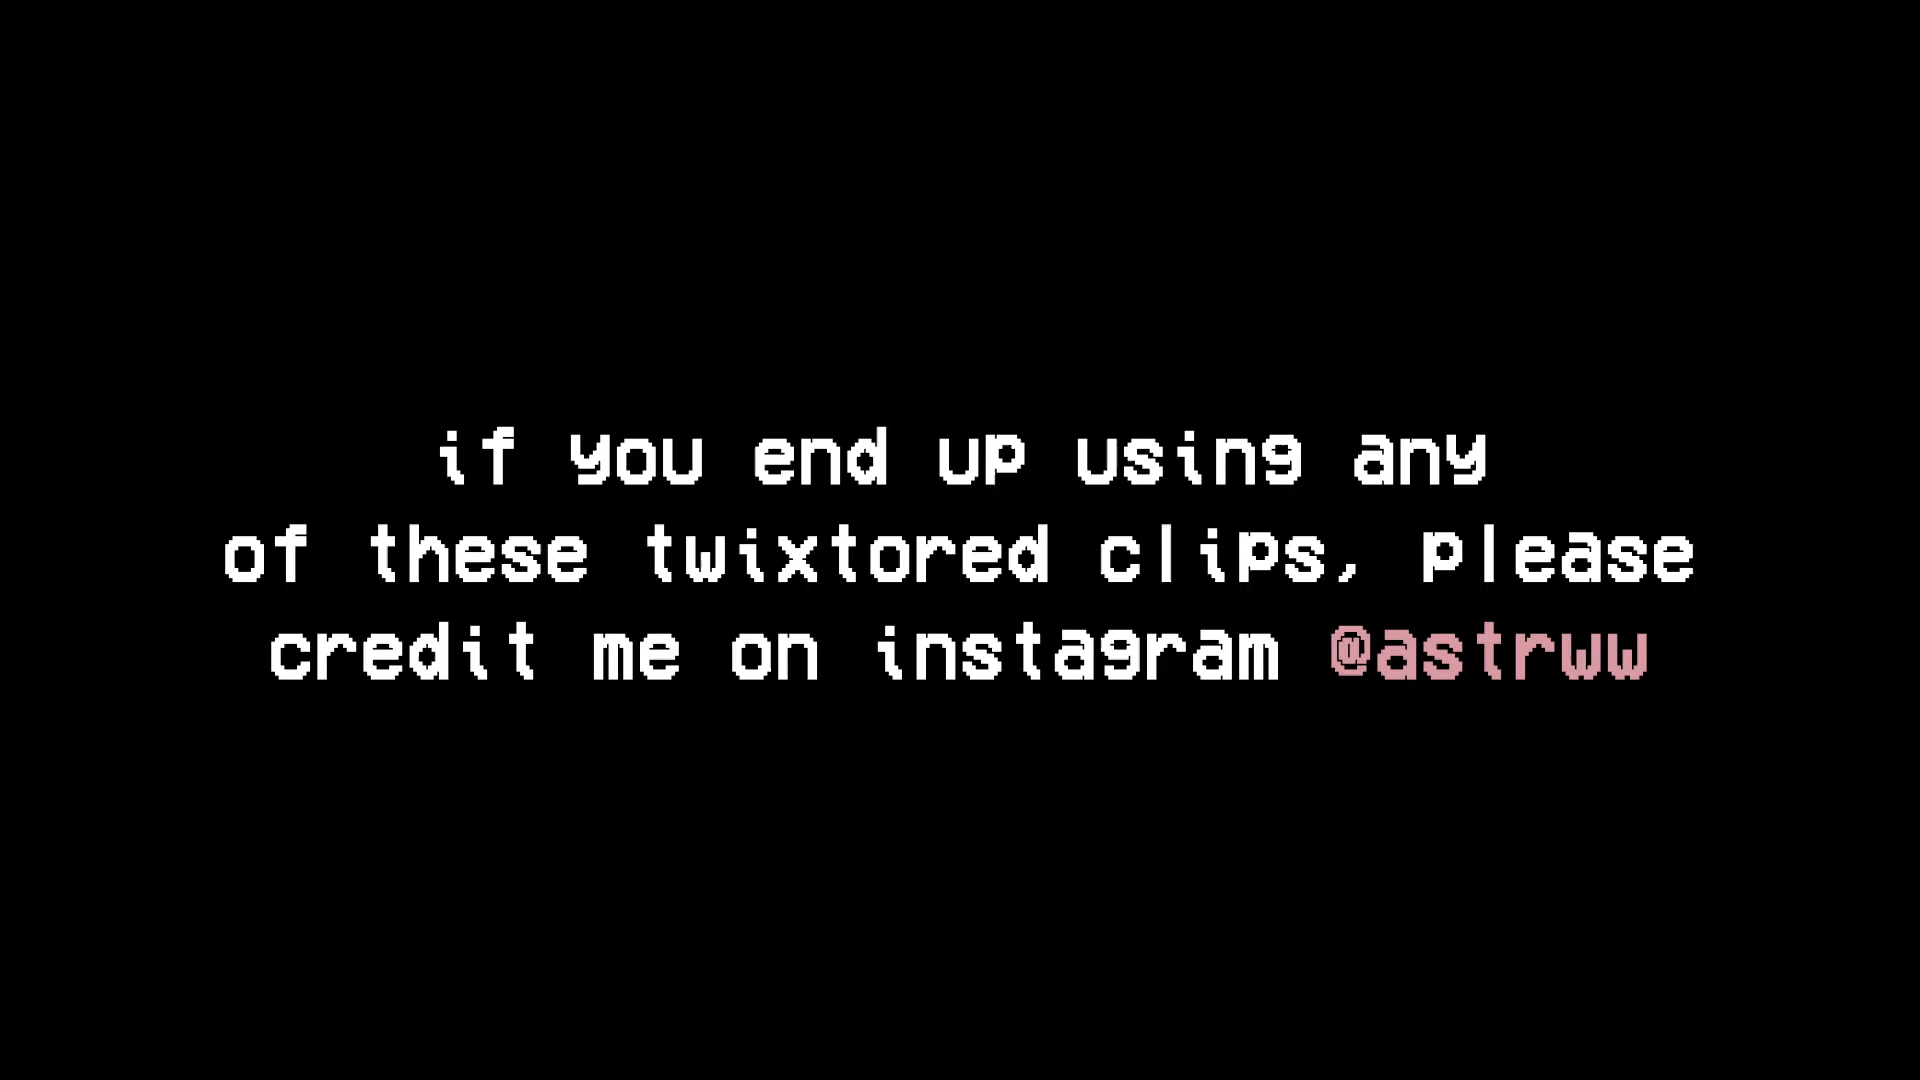 if you end up using any
of these twixtored clips, please
credit me on instagram @astrww